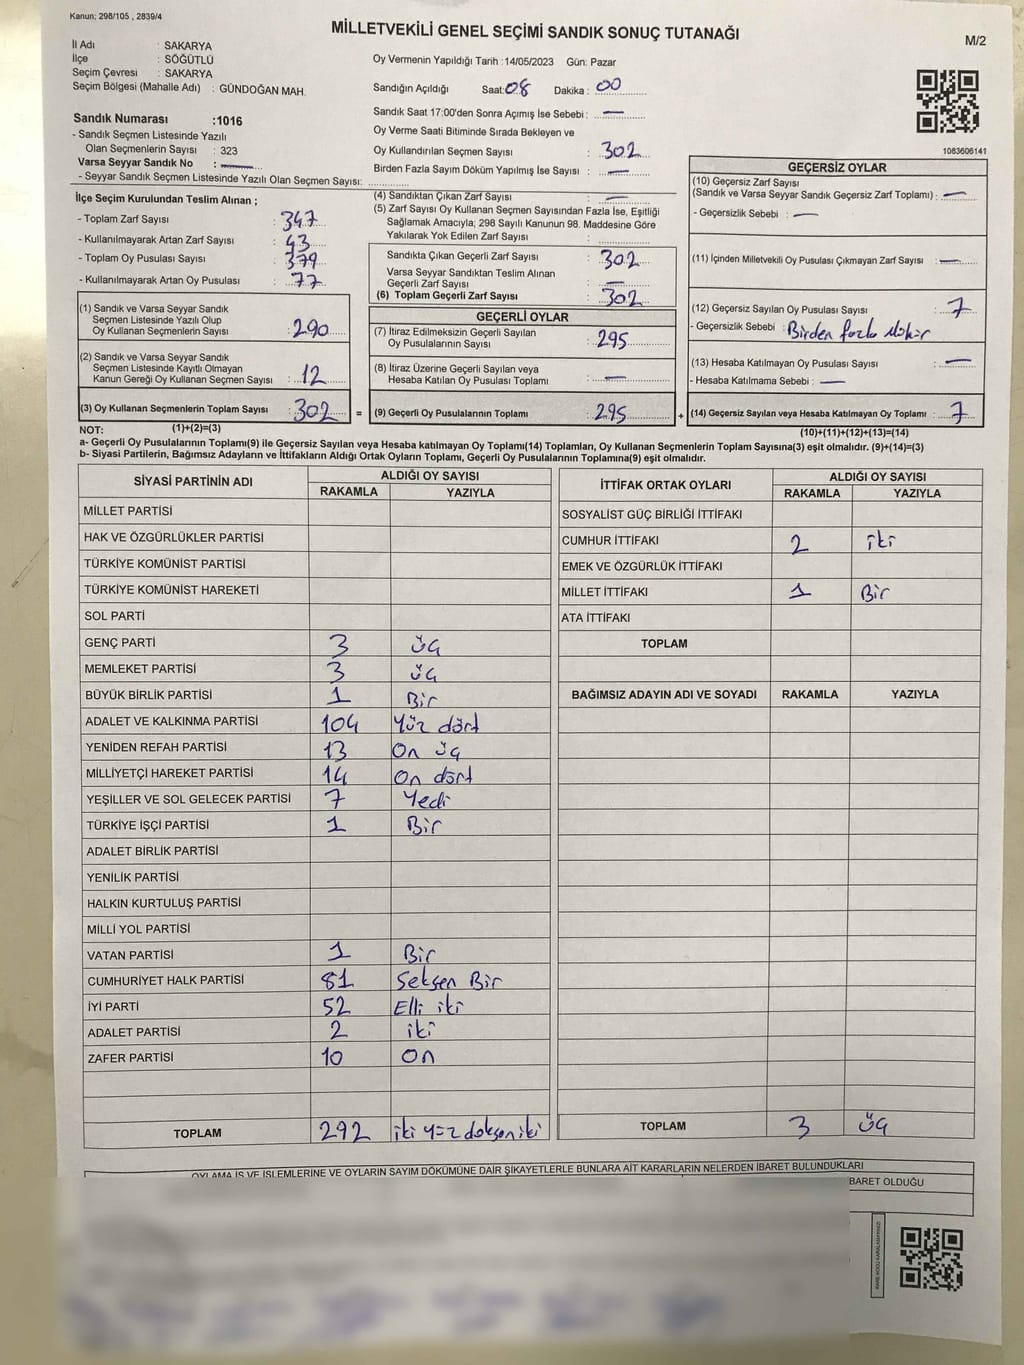 Kanun; 298/105 , 2839/4
MİLLETVEKİLİ GENEL SEÇİMİ SANDIK SONUÇ TUTANAĞI
M/2
İl Adı : SAKARYA
İlçe : SÖĞÜTLÜ
Seçim Çevresi : SAKARYA
Seçim Bölgesi (Mahalle Adı) : GÜNDOĞAN MAH.
Sandık Numarası :1016
- Sandık Seçmen Listesinde Yazılı
Olan Seçmenlerin Sayısı : 323
Varsa Seyyar Sandık No : —
- Seyyar Sandık Seçmen Listesinde Yazılı Olan Seçmen Sayısı:
Oy Vermenin Yapıldığı Tarih :14/05/2023 Gün: Pazar
Sandığın Açıldığı Saat: 08 Dakika : 00
Sandık Saat 17:00'den Sonra Açımış İse Sebebi : —
Oy Verme Saati Bitiminde Sırada Bekleyen ve
Oy Kullandırılan Seçmen Sayısı : 302
Birden Fazla Sayım Döküm Yapılmış İse Sayısı : —
1083606141
İlçe Seçim Kurulundan Teslim Alınan ;
- Toplam Zarf Sayısı : 347
- Kullanılmayarak Artan Zarf Sayısı : 43
- Toplam Oy Pusulası Sayısı : 379
- Kullanılmayarak Artan Oy Pusulası : 77
(1) Sandık ve Varsa Seyyar Sandık
Seçmen Listesinde Yazılı Olup
Oy Kullanan Seçmenlerin Sayısı : 290
(2) Sandık ve Varsa Seyyar Sandık
Seçmen Listesinde Kayıtlı Olmayan
Kanun Gereği Oy Kullanan Seçmen Sayısı : 12
(3) Oy Kullanan Seçmenlerin Toplam Sayısı : 302 =
(4) Sandıktan Çıkan Zarf Sayısı : —
(5) Zarf Sayısı Oy Kullanan Seçmen Sayısından Fazla İse, Eşitliği
Sağlamak Amacıyla; 298 Sayılı Kanunun 98. Maddesine Göre
Yakılarak Yok Edilen Zarf Sayısı :
Sandıkta Çıkan Geçerli Zarf Sayısı : 302
Varsa Seyyar Sandıktan Teslim Alınan
Geçerli Zarf Sayısı : —
(6) Toplam Geçerli Zarf Sayısı : 302
GEÇERLİ OYLAR
(7) İtiraz Edilmeksizin Geçerli Sayılan
Oy Pusulalarının Sayısı : 295
(8) İtiraz Üzerine Geçerli Sayılan veya
Hesaba Katılan Oy Pusulası Toplamı : —
(9) Geçerli Oy Pusulalarının Toplamı : 295 +
GEÇERSİZ OYLAR
(10) Geçersiz Zarf Sayısı
(Sandık ve Varsa Seyyar Sandık Geçersiz Zarf Toplamı) : —
- Geçersizlik Sebebi : —
(11) İçinden Milletvekili Oy Pusulası Çıkmayan Zarf Sayısı : —
(12) Geçersiz Sayılan Oy Pusulası Sayısı : 7
- Geçersizlik Sebebi : Birden fazla Mühür
(13) Hesaba Katılmayan Oy Pusulası Sayısı : —
- Hesaba Katılmama Sebebi : —
(14) Geçersiz Sayılan veya Hesaba Katılmayan Oy Toplamı : 7
NOT: (1)+(2)=(3) (10)+(11)+(12)+(13)=(14)
a- Geçerli Oy Pusulalarının Toplamı(9) ile Geçersiz Sayılan veya Hesaba katılmayan Oy Toplamı(14) Toplamları, Oy Kullanan Seçmenlerin Toplam Sayısına(3) eşit olmalıdır. (9)+(14)=(3)
b- Siyasi Partilerin, Bağımsız Adayların ve İttifakların Aldığı Ortak Oyların Toplamı, Geçerli Oy Pusulalarının Toplamına(9) eşit olmalıdır.
SİYASİ PARTİNİN ADI ALDIĞI OY SAYISI
RAKAMLA YAZIYLA
MİLLET PARTİSİ
HAK VE ÖZGÜRLÜKLER PARTİSİ
TÜRKİYE KOMÜNİST PARTİSİ
TÜRKİYE KOMÜNİST HAREKETİ
SOL PARTİ
GENÇ PARTİ 3 üç
MEMLEKET PARTİSİ 3 üç
BÜYÜK BİRLİK PARTİSİ 1 Bir
ADALET VE KALKINMA PARTİSİ 104 Yüz dört
YENİDEN REFAH PARTİSİ 13 On üç
MİLLİYETÇİ HAREKET PARTİSİ 14 On dört
YEŞİLLER VE SOL GELECEK PARTİSİ 7 Yedi
TÜRKİYE İŞÇİ PARTİSİ 1 Bir
ADALET BİRLİK PARTİSİ
YENİLİK PARTİSİ
HALKIN KURTULUŞ PARTİSİ
MİLLİ YOL PARTİSİ
VATAN PARTİSİ 1 Bir
CUMHURİYET HALK PARTİSİ 81 Seksen Bir
İYİ PARTİ 52 Elli iki
ADALET PARTİSİ 2 iki
ZAFER PARTİSİ 10 On
TOPLAM 292 iki yüz doksan iki
İTTİFAK ORTAK OYLARI ALDIĞI OY SAYISI
RAKAMLA YAZIYLA
SOSYALİST GÜÇ BİRLİĞİ İTTİFAKI
CUMHUR İTTİFAKI 2 iki
EMEK VE ÖZGÜRLÜK İTTİFAKI
MİLLET İTTİFAKI 1 Bir
ATA İTTİFAKI
TOPLAM
BAĞIMSIZ ADAYIN ADI VE SOYADI RAKAMLA YAZIYLA
TOPLAM 3 üç
OYLAMA İŞ VE İŞLEMLERİNE VE OYLARIN SAYIM DÖKÜMÜNE DAİR ŞİKAYETLERLE BUNLARA AİT KARARLARIN NELERDEN İBARET BULUNDUKLARI
BARET OLDUĞU